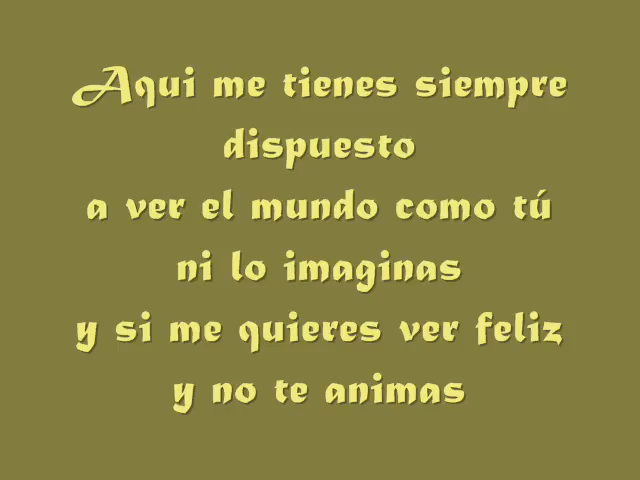 Aqui me tienes siempre
dispuesto
a ver el mundo como tú
ni lo imaginas
y si me quieres ver feliz
y no te animas